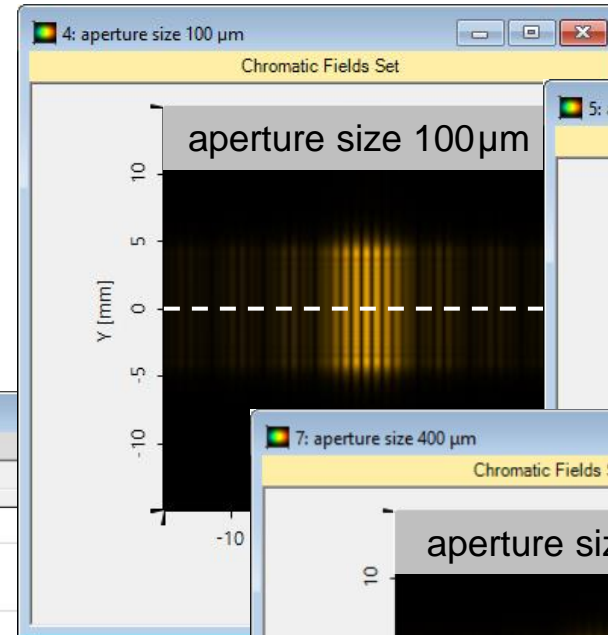 4: aperture size 100 µm
Chromatic Fields Set
aperture size 100µm
5:
10
5
0
-5
-10
Y [mm]
-10
7: aperture size 400 µm
Chromatic Fields
aperture
10